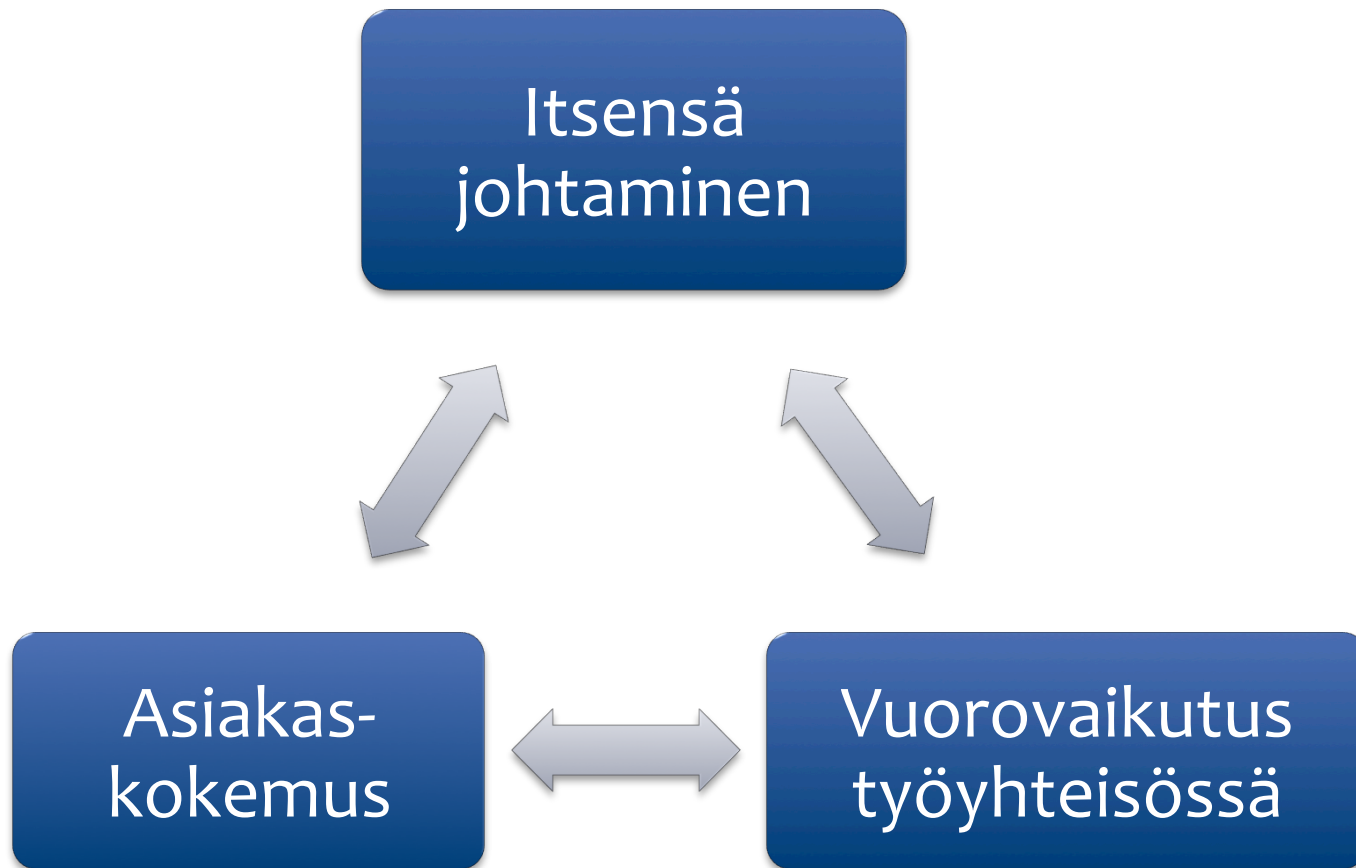 Itsensä
johtaminen
Asiakas-
kokemus
Vuorovaikutus
työyhteisössä